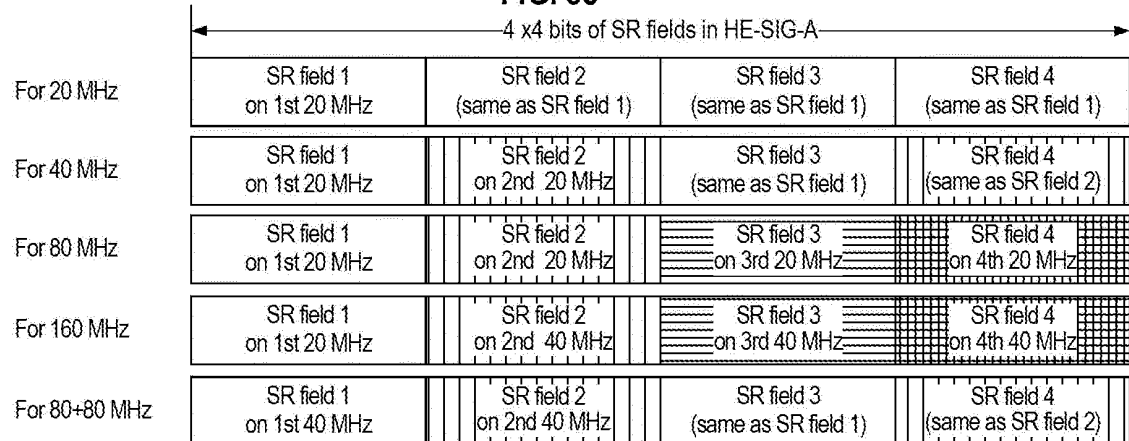 4 x4 bits of SR fields in HE-SIG-A
For 20 MHz
SR field 1
on 1st 20 MHz
SR field 2
(same as SR field 1)
SR field 3
(same as SR field 1)
SR field 4
(same as SR field 1)
For 40 MHz
SR field 1
on 1st 20 MHz
SR field 2
on 2nd 20 MHz
SR field 3
(same as SR field 1)
SR field 4
(same as SR field 2)
For 80 MHz
SR field 1
on 1st 20 MHz
SR field 2
on 2nd 20 MHz
SR field 3
on 3rd 20 MHz
SR field 4
on 4th 20 MHz
For 160 MHz
SR field 1
on 1st 20 MHz
SR field 2
on 2nd 40 MHz
SR field 3
on 3rd 40 MHz
SR field 4
on 4th 40 MHz
For 80+80 MHz
SR field 1
on 1st 40 MHz
SR field 2
on 2nd 40 MHz
SR field 3
(same as SR field 1)
SR field 4
(same as SR field 2)